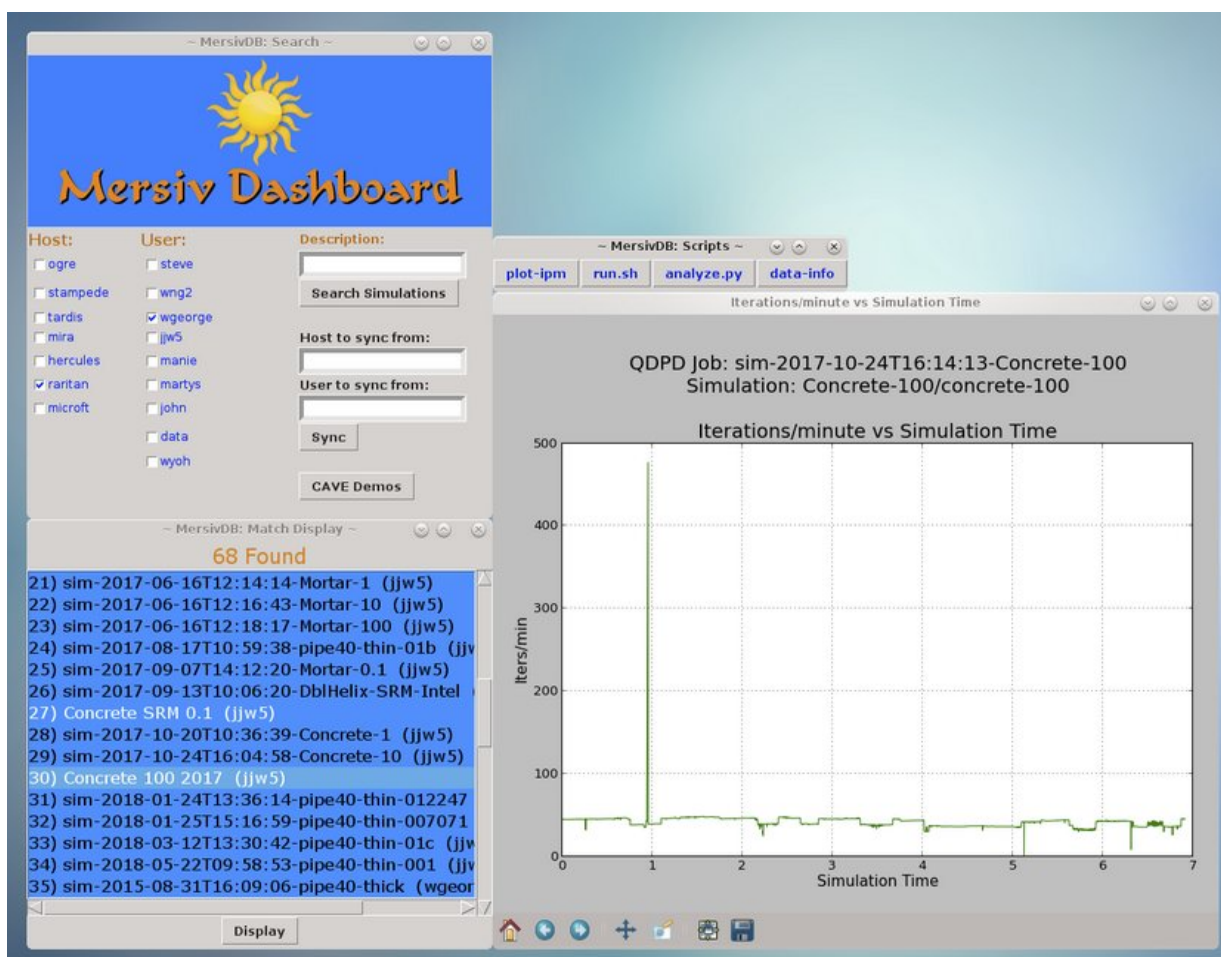 ~ MersivDB: Search ~
Mersiv Dashboard
Host:
ogre
stampede
tardis
mira
hercules
raritan
microft
User:
steve
wng2
wgeorge
jjw5
manie
martys
john
data
wyoh
Description:
Search Simulations
Host to sync from:
User to sync from:
Sync
CAVE Demos
~ MersivDB: Match Display ~
68 Found
21) sim-2017-06-16T12:14:14-Mortar-1 (jjw5)
22) sim-2017-06-16T12:16:43-Mortar-10 (jjw5)
23) sim-2017-06-16T12:18:17-Mortar-100 (jjw5)
24) sim-2017-08-17T10:59:38-pipe40-thin-01b (jjw
25) sim-2017-09-07T14:12:20-Mortar-0.1 (jjw5)
26) sim-2017-09-13T10:06:20-DblHelix-SRM-Intel (
27) Concrete SRM 0.1 (jjw5)
28) sim-2017-10-20T10:36:39-Concrete-1 (jjw5)
29) sim-2017-10-24T16:04:58-Concrete-10 (jjw5)
30) Concrete 100 2017 (jjw5)
31) sim-2018-01-24T13:36:14-pipe40-thin-012247
32) sim-2018-01-25T15:16:59-pipe40-thin-007071
33) sim-2018-03-12T13:30:42-pipe40-thin-01c (jjw
34) sim-2018-05-22T09:58:53-pipe40-thin-001 (jjw
35) sim-2015-08-31T16:09:06-pipe40-thick (wgeor
Display
~ MersivDB: Scripts ~
plot-ipm run.sh analyze.py data-info
Iterations/minute vs Simulation Time
QDPD Job: sim-2017-10-24T16:14:13-Concrete-100
Simulation: Concrete-100/concrete-100
Iterations/minute vs Simulation Time
500
400
300
200
100
0
Iters/min
0 1 2 3 4 5 6 7
Simulation Time